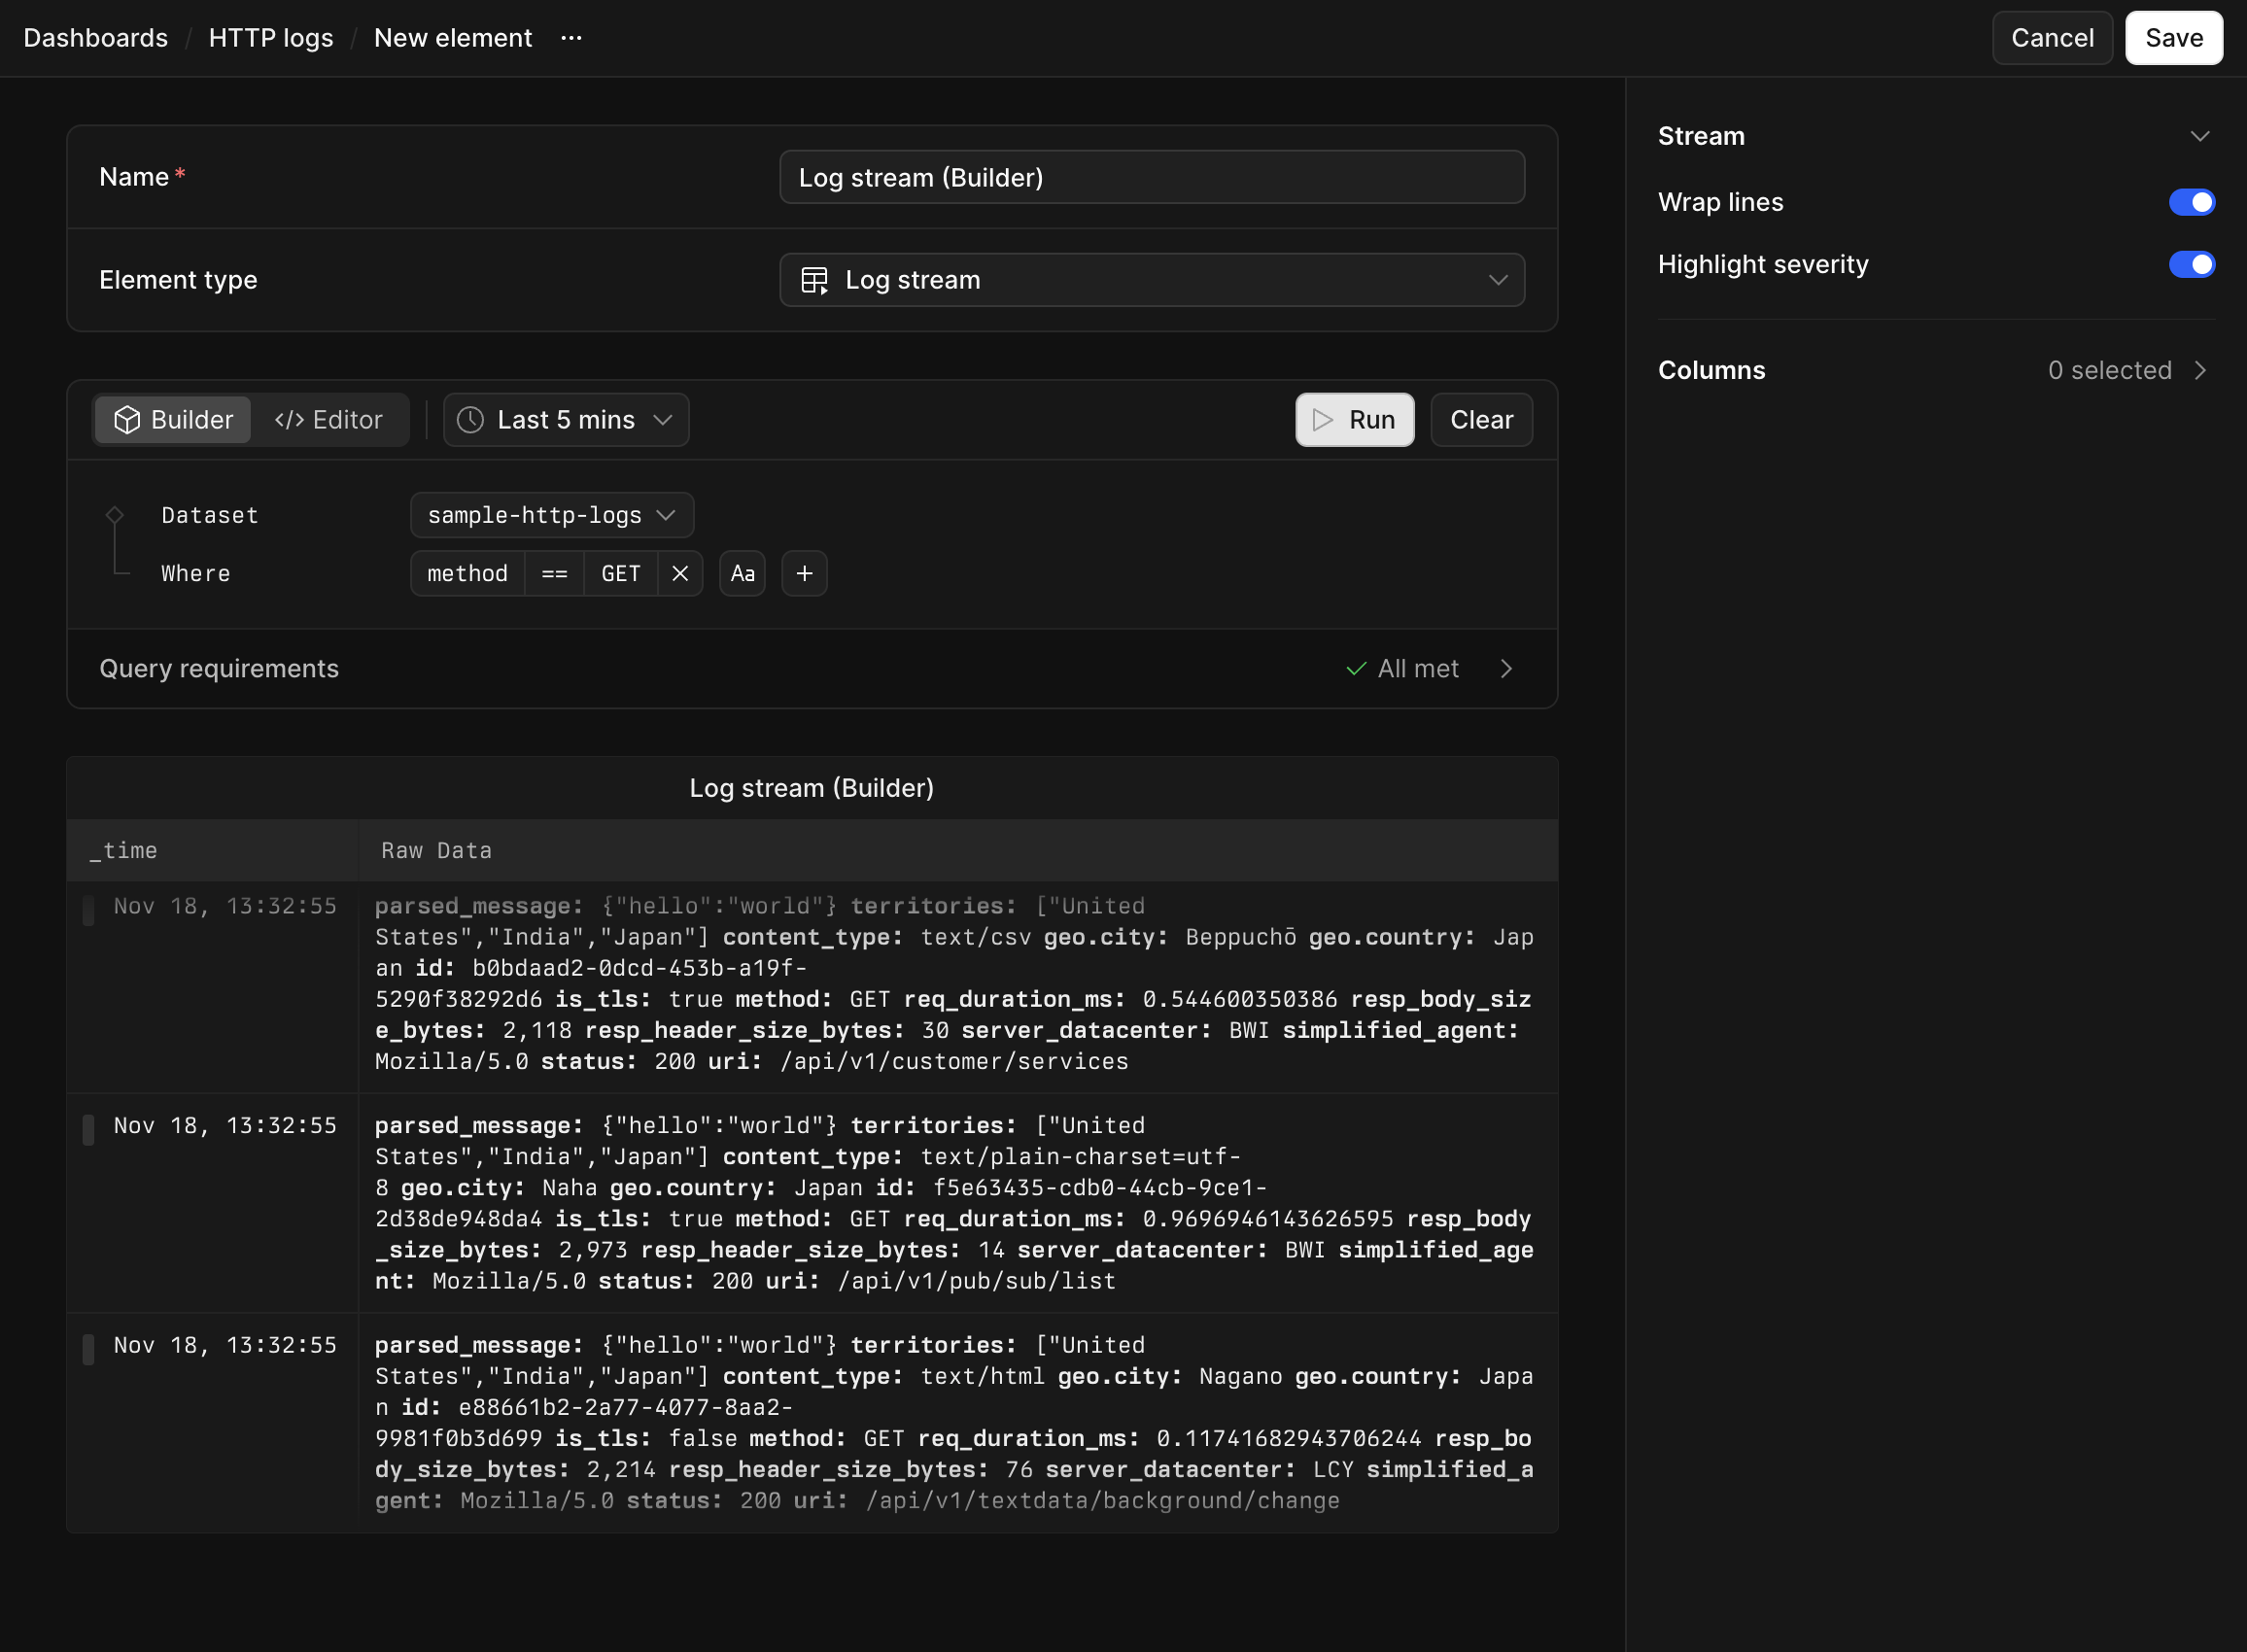 Dashboards / HTTP logs / New element ···
Cancel Save
Name*
Log stream (Builder)
Element type
Log stream
Builder </> Editor Last 5 mins Run Clear
Dataset sample-http-logs
Where method == GET × Aa +
Query requirements All met
Log stream (Builder)
_time Raw Data
Nov 18, 13:32:55 parsed_message: {"hello":"world"} territories: ["United
States","India","Japan"] content_type: text/csv geo.city: Beppuchō geo.country: Jap
an id: b0bdaad2-0dcd-453b-a19f-
5290f38292d6 is_tls: true method: GET req_duration_ms: 0.544600350386 resp_body_siz
e_bytes: 2,118 resp_header_size_bytes: 30 server_datacenter: BWI simplified_agent:
Mozilla/5.0 status: 200 uri: /api/v1/customer/services
Nov 18, 13:32:55 parsed_message: {"hello":"world"} territories: ["United
States","India","Japan"] content_type: text/plain-charset=utf-
8 geo.city: Naha geo.country: Japan id: f5e63435-cdb0-44cb-9ce1-
2d38de948da4 is_tls: true method: GET req_duration_ms: 0.9696946143626595 resp_body
_size_bytes: 2,973 resp_header_size_bytes: 14 server_datacenter: BWI simplified_age
nt: Mozilla/5.0 status: 200 uri: /api/v1/pub/sub/list
Nov 18, 13:32:55 parsed_message: {"hello":"world"} territories: ["United
States","India","Japan"] content_type: text/html geo.city: Nagano geo.country: Japa
n id: e88661b2-2a77-4077-8aa2-
9981f0b3d699 is_tls: false method: GET req_duration_ms: 0.11741682943706244 resp_bo
dy_size_bytes: 2,214 resp_header_size_bytes: 76 server_datacenter: LCY simplified_a
gent: Mozilla/5.0 status: 200 uri: /api/v1/textdata/background/change
Stream
Wrap lines
Highlight severity
Columns 0 selected